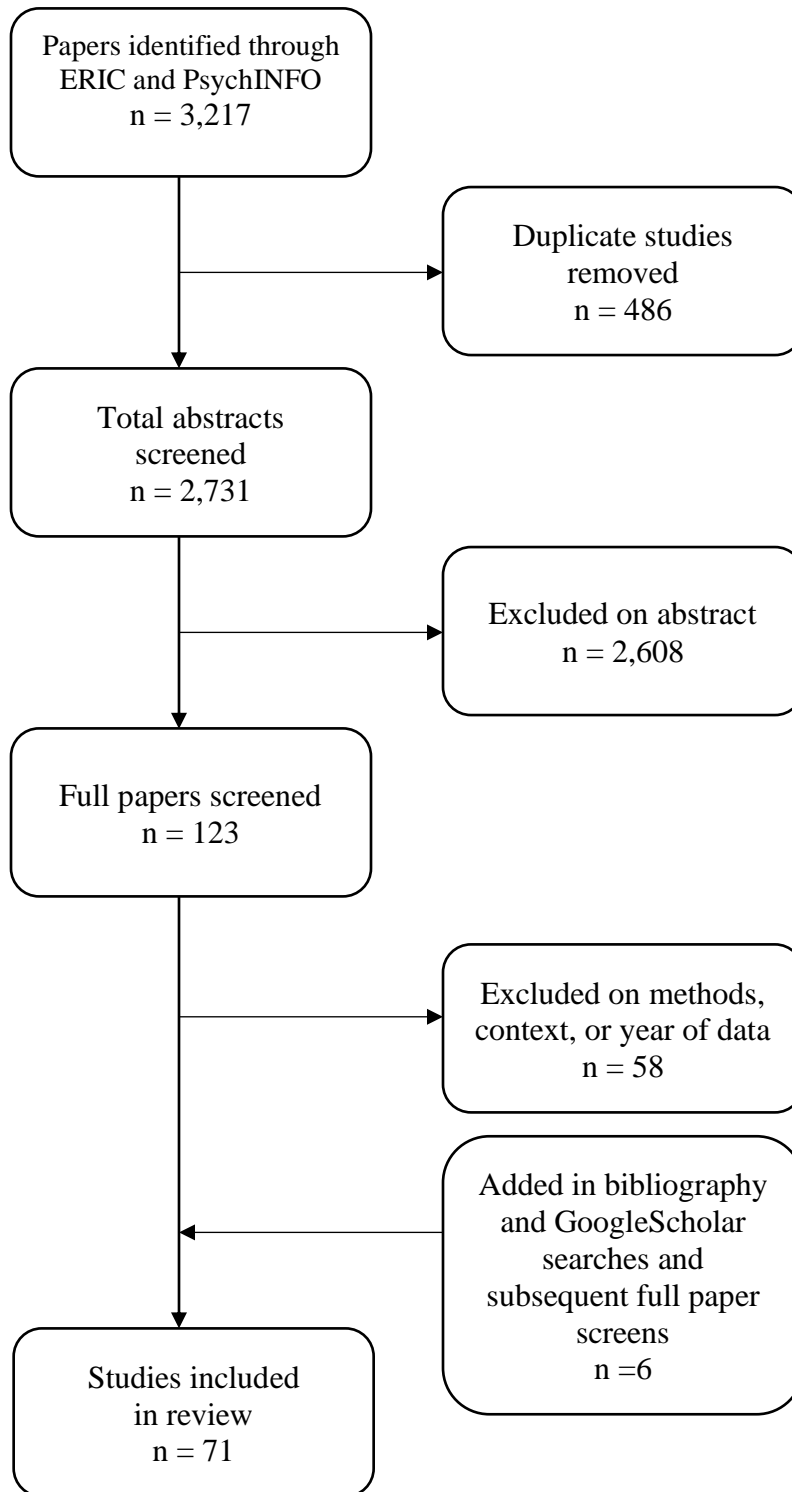 Papers identified through
ERIC and PsychINFO
n = 3,217
Duplicate studies
removed
n = 486
Total abstracts
screened
n = 2,731
Excluded on abstract
n = 2,608
Full papers screened
n = 123
Excluded on methods,
context, or year of data
n = 58
Added in bibliography
and GoogleScholar
searches and
subsequent full paper
screens
n =6
Studies included
in review
n = 71